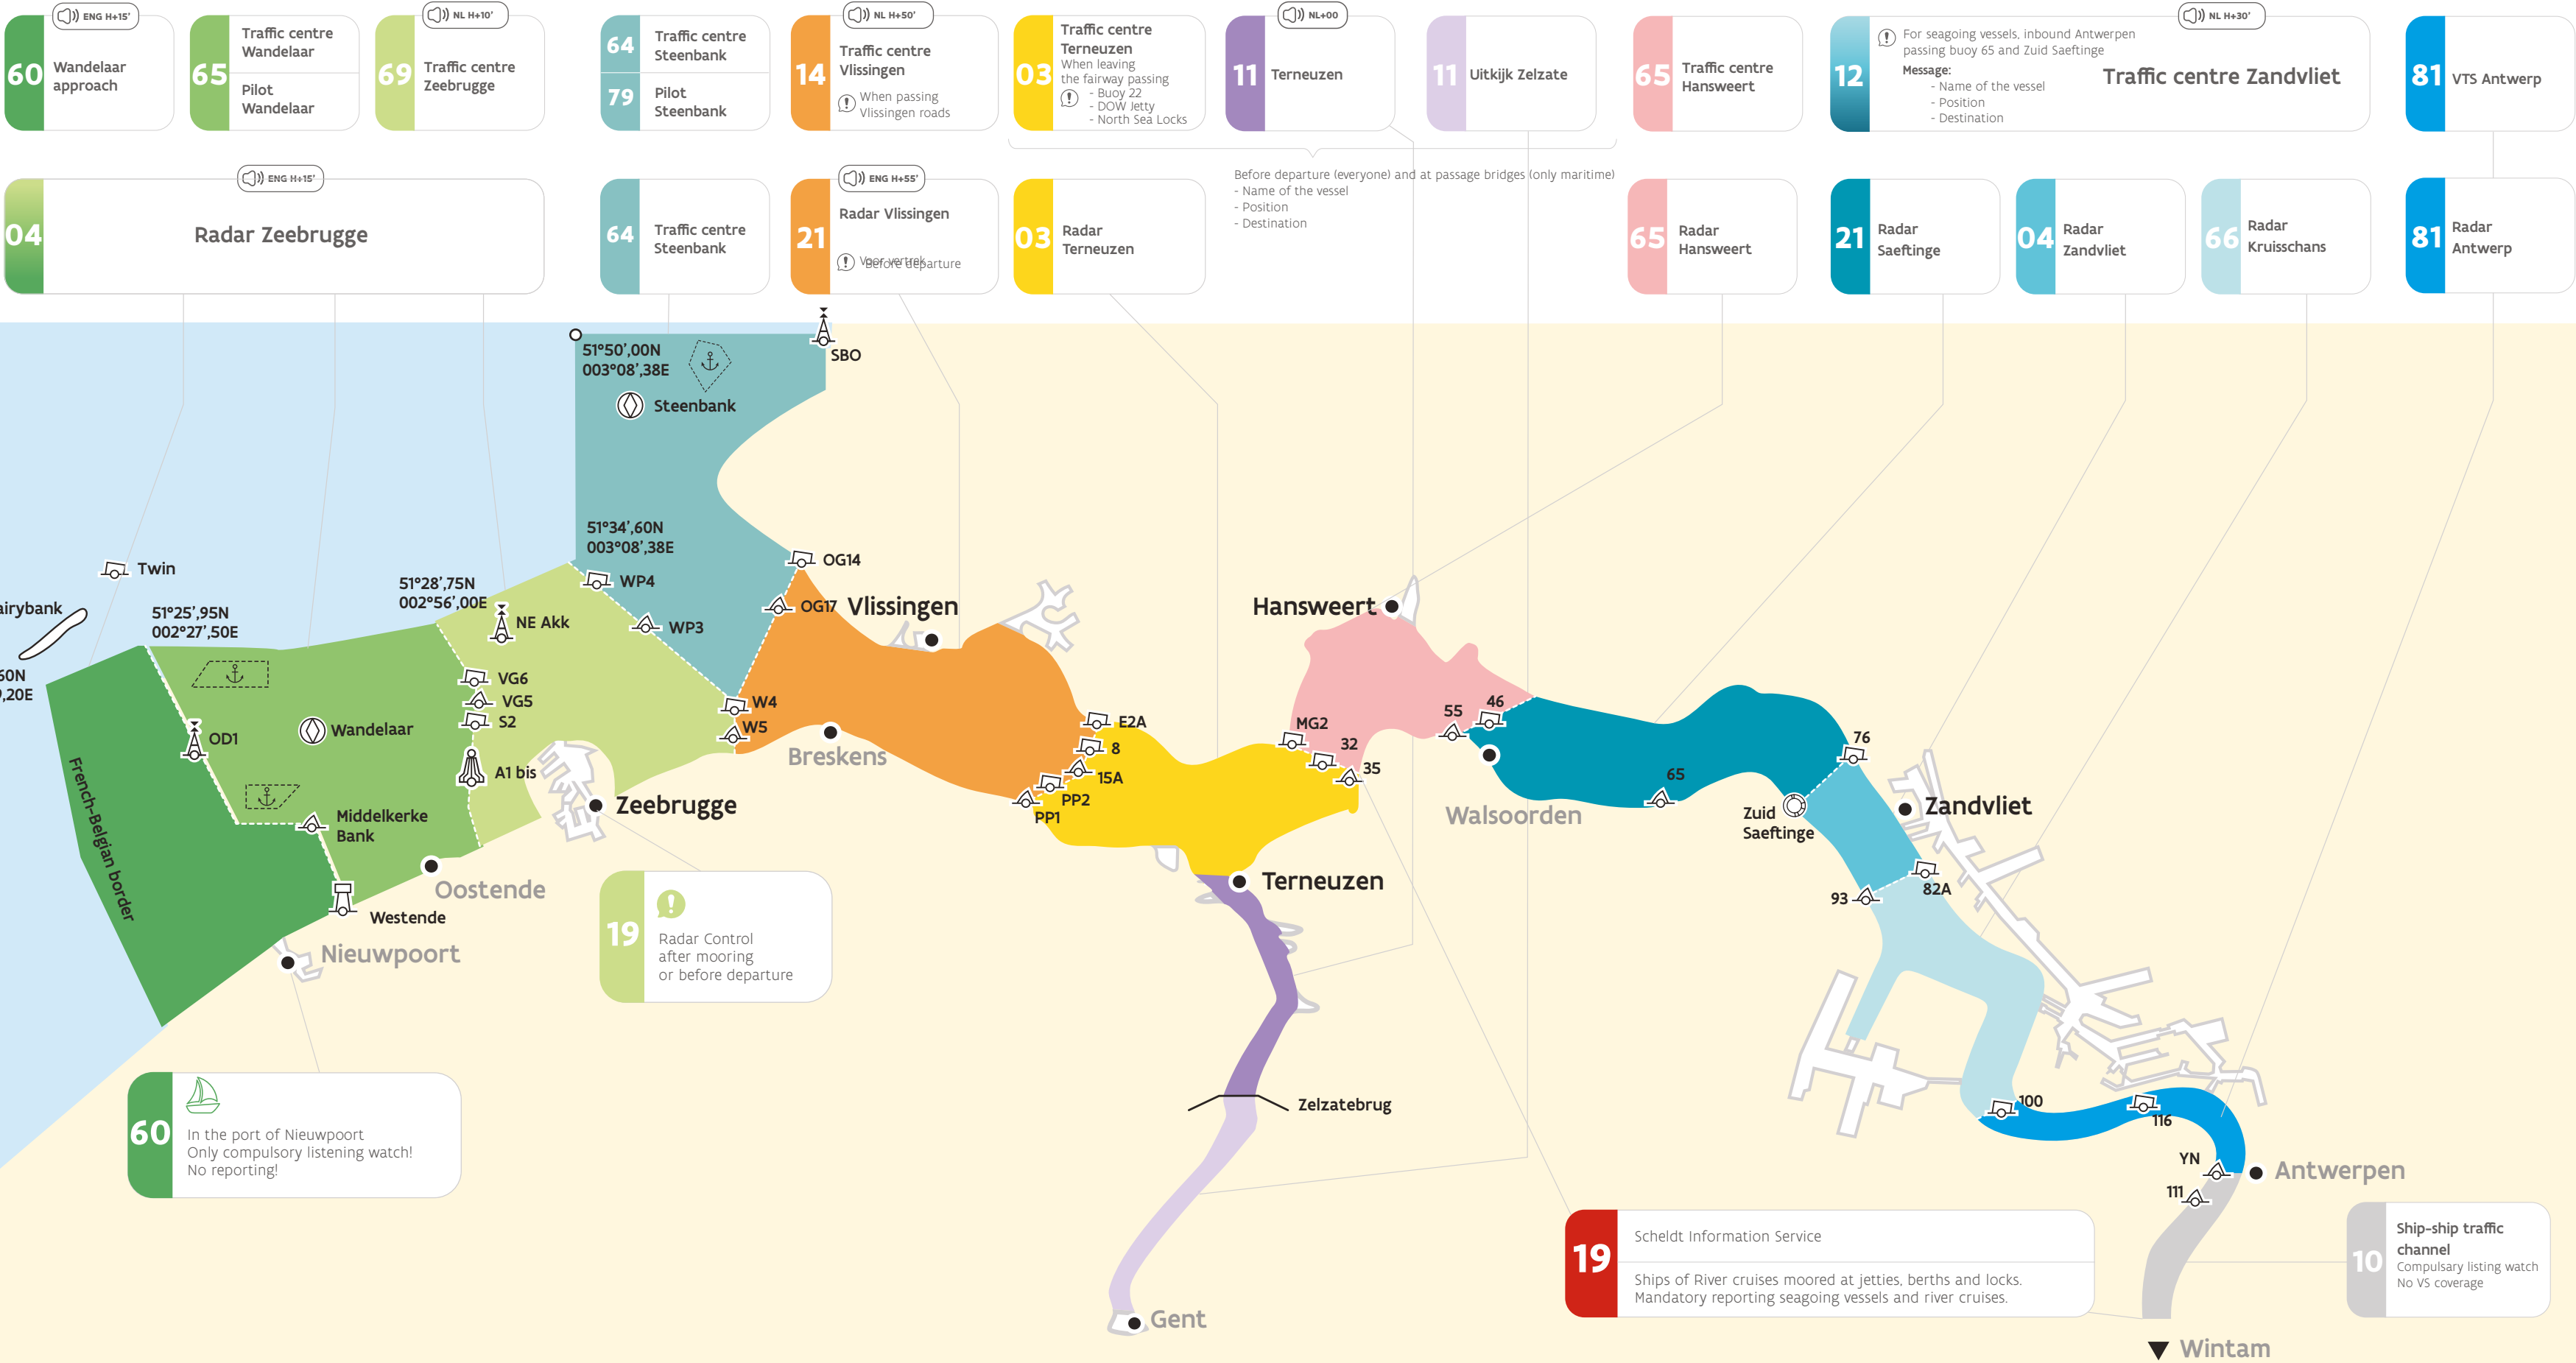 ENG H+15'
60
Wandelaar
approach
65
Traffic centre
Wandelaar
Pilot
Wandelaar
NL H+10'
69
Traffic centre
Zeebrugge
64
Traffic centre
Steenbank
79
Pilot
Steenbank
NL H+50'
14
Traffic centre
Vlissingen
When passing
Vlissingen roads
03
Traffic centre
Terneuzen
When leaving
the fairway passing
- Buoy 22
- DOW Jetty
- North Sea Locks
NL+00
11
Terneuzen
11
Uitkijk Zelzate
65
Traffic centre
Hansweert
NL H+30'
12
For seagoing vessels, inbound Antwerpen
passing buoy 65 and Zuid Saeftinge
Message:
- Name of the vessel
- Position
- Destination
Traffic centre Zandvliet
81
VTS Antwerp
ENG H+15'
04
Radar Zeebrugge
64
Traffic centre
Steenbank
ENG H+55'
21
Radar Vlissingen
Voor vertrek
Before departure
03
Radar
Terneuzen
Before departure (everyone) and at passage bridges (only maritime)
- Name of the vessel
- Position
- Destination
65
Radar
Hansweert
21
Radar
Saeftinge
04
Radar
Zandvliet
66
Radar
Kruisschans
81
Radar
Antwerp
51°50',00N
003°08',38E
SBO
Steenbank
51°34',60N
003°08',38E
OG14
Twin
WP4
51°28',75N
002°56',00E
OG17
Vlissingen
Hansweert
airybank
51°25',95N
002°27',50E
NE Akk
WP3
60N
,20E
VG6
VG5
S2
W4
W5
OD1
Wandelaar
A1 bis
Breskens
E2A
8
15A
PP2
PP1
MG2
32
35
55
46
76
65
Walsoorden
Zuid
Saeftinge
Zandvliet
French-Belgian border
Middelkerke
Bank
Zeebrugge
Oostende
Westende
Nieuwpoort
19
Radar Control
after mooring
or before departure
Terneuzen
93
82A
60
In the port of Nieuwpoort
Only compulsory listening watch!
No reporting!
Zelzatebrug
100
116
YN
111
Antwerpen
Gent
19
Scheldt Information Service
Ships of River cruises moored at jetties, berths and locks.
Mandatory reporting seagoing vessels and river cruises.
10
Ship-ship traffic
channel
Compulsary listing watch
No VS coverage
Wintam